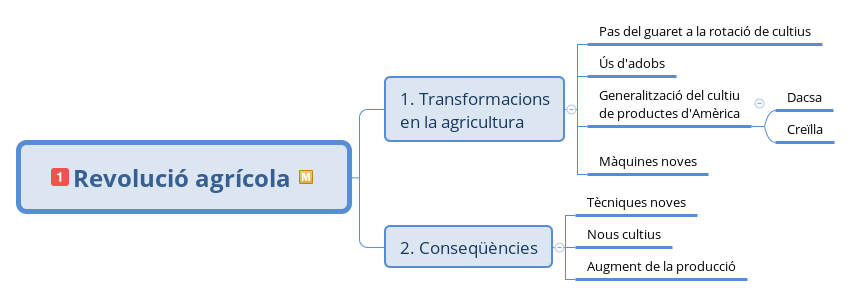 1 Revolució agrícola M
1. Transformacions
en la agricultura
Pas del guaret a la rotació de cultius
Ús d'adobs
Generalització del cultiu
de productes d'Amèrica
Dacsa
Creïlla
Màquines noves
2. Conseqüències
Tècniques noves
Nous cultius
Augment de la producció